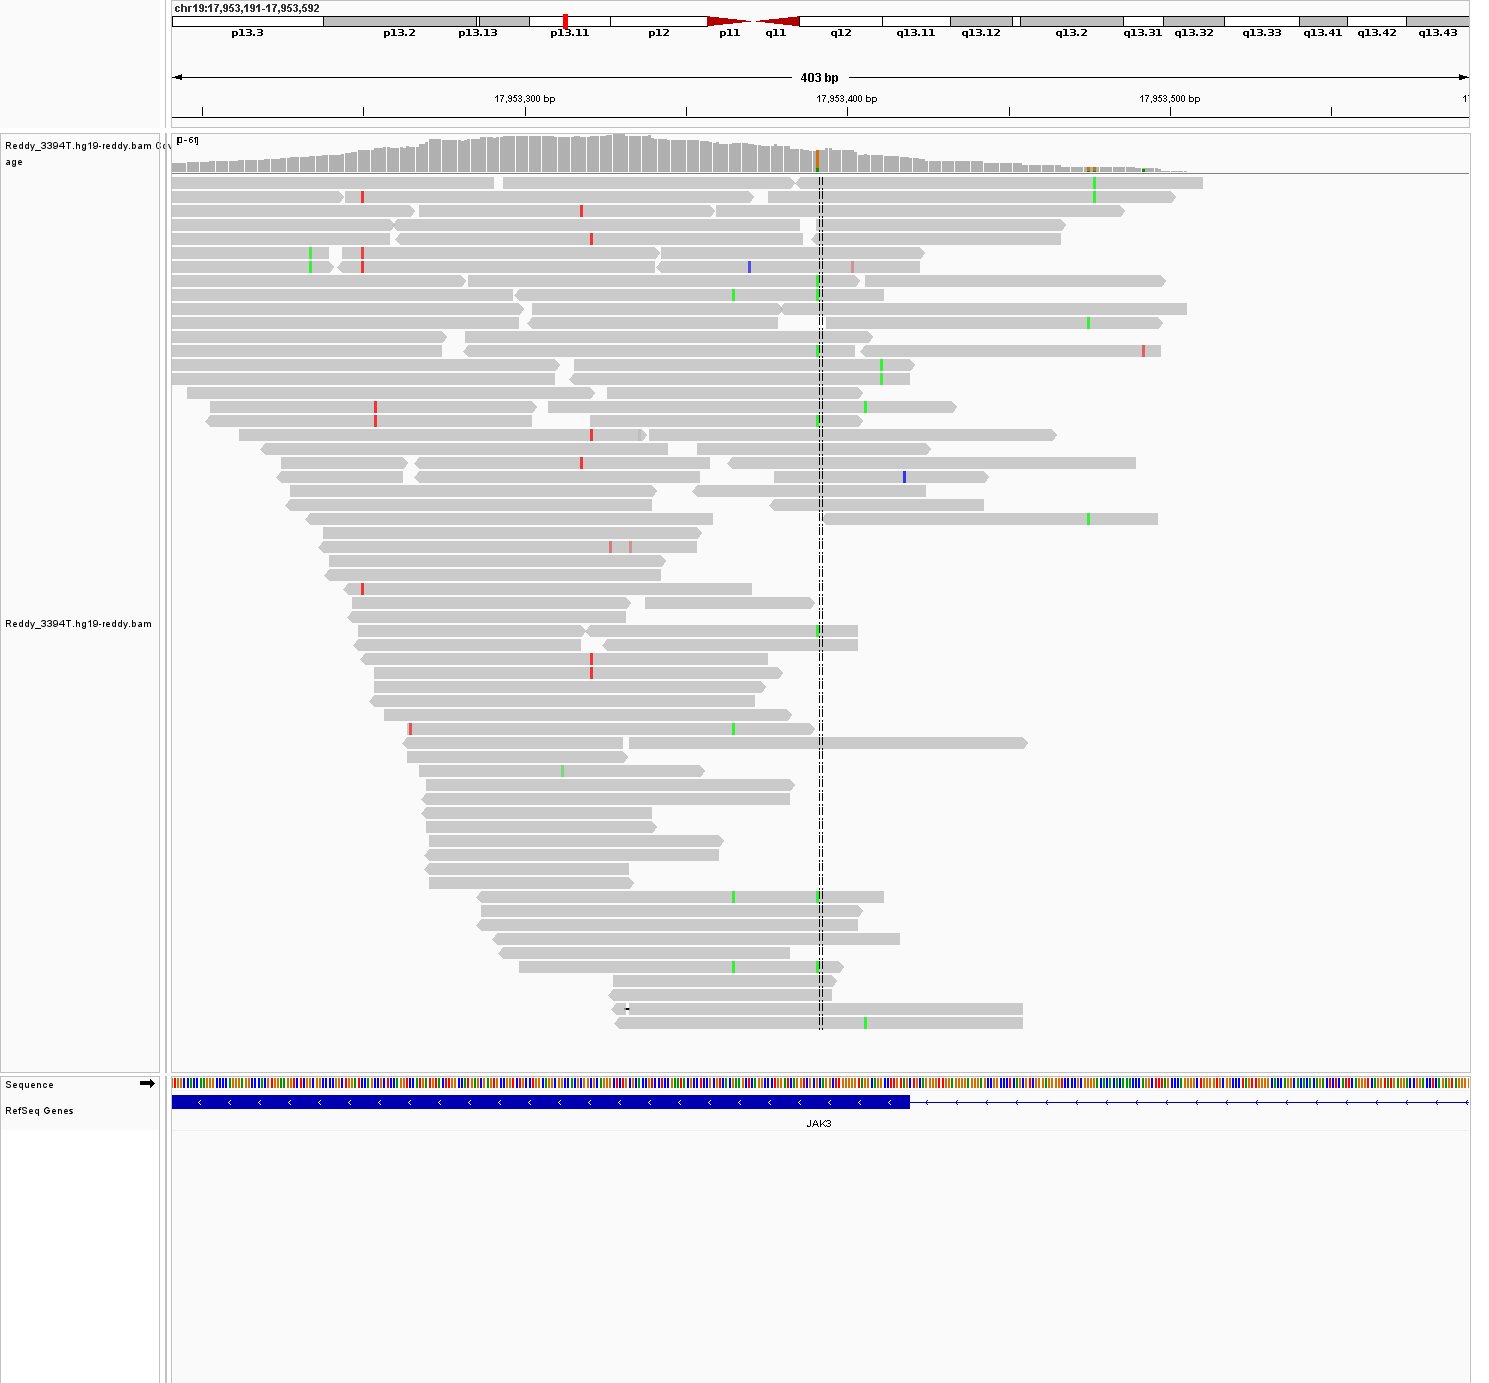 chr19:17,953,191-17,953,592
p13.3 p13.2 p13.13 p13.11 p12 p11 q11 q12 q13.11 q13.12 q13.2 q13.31 q13.32 q13.33 q13.41 q13.42 q13.43
403 bp
17,953,300 bp 17,953,400 bp 17,953,500 bp
Reddy_3394T.hg19-reddy.bam Cov
age
[0-61]
Reddy_3394T.hg19-reddy.bam
Sequence
RefSeq Genes
JAK3